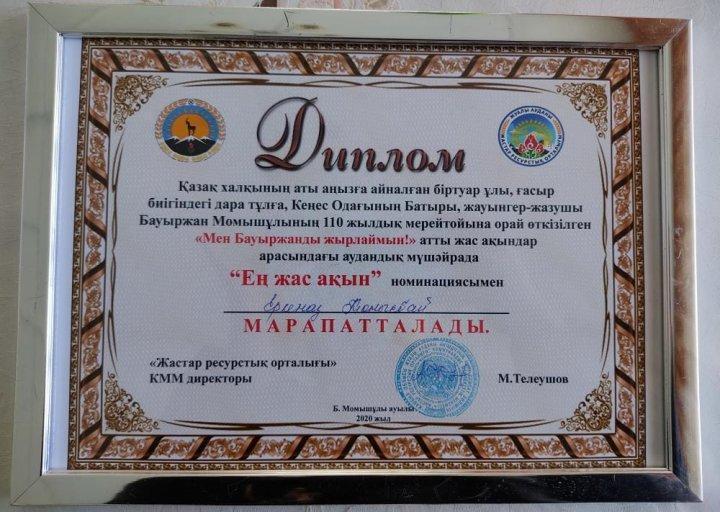 Диплом
Қазақ халқының аты аңызға айналған біртуар ұлы, ғасыр
биігіндегі дара тұлға, Кеңес Одағының Батыры, жауынгер-жазушы
Бауыржан Момышұлының 110 жылдық мерейтойына орай өткізілген
«Мен Бауыржанды жырлаймын!» атты жас ақындар
арасындағы аудандық мүшәйрада
“Ең жас ақын” номинациясымен
МАРАПАТТАЛАДЫ.
«Жастар ресурстық орталығы»
КММ директоры
М.Телеушов
Б. Момышұлы ауылы
2020 жыл